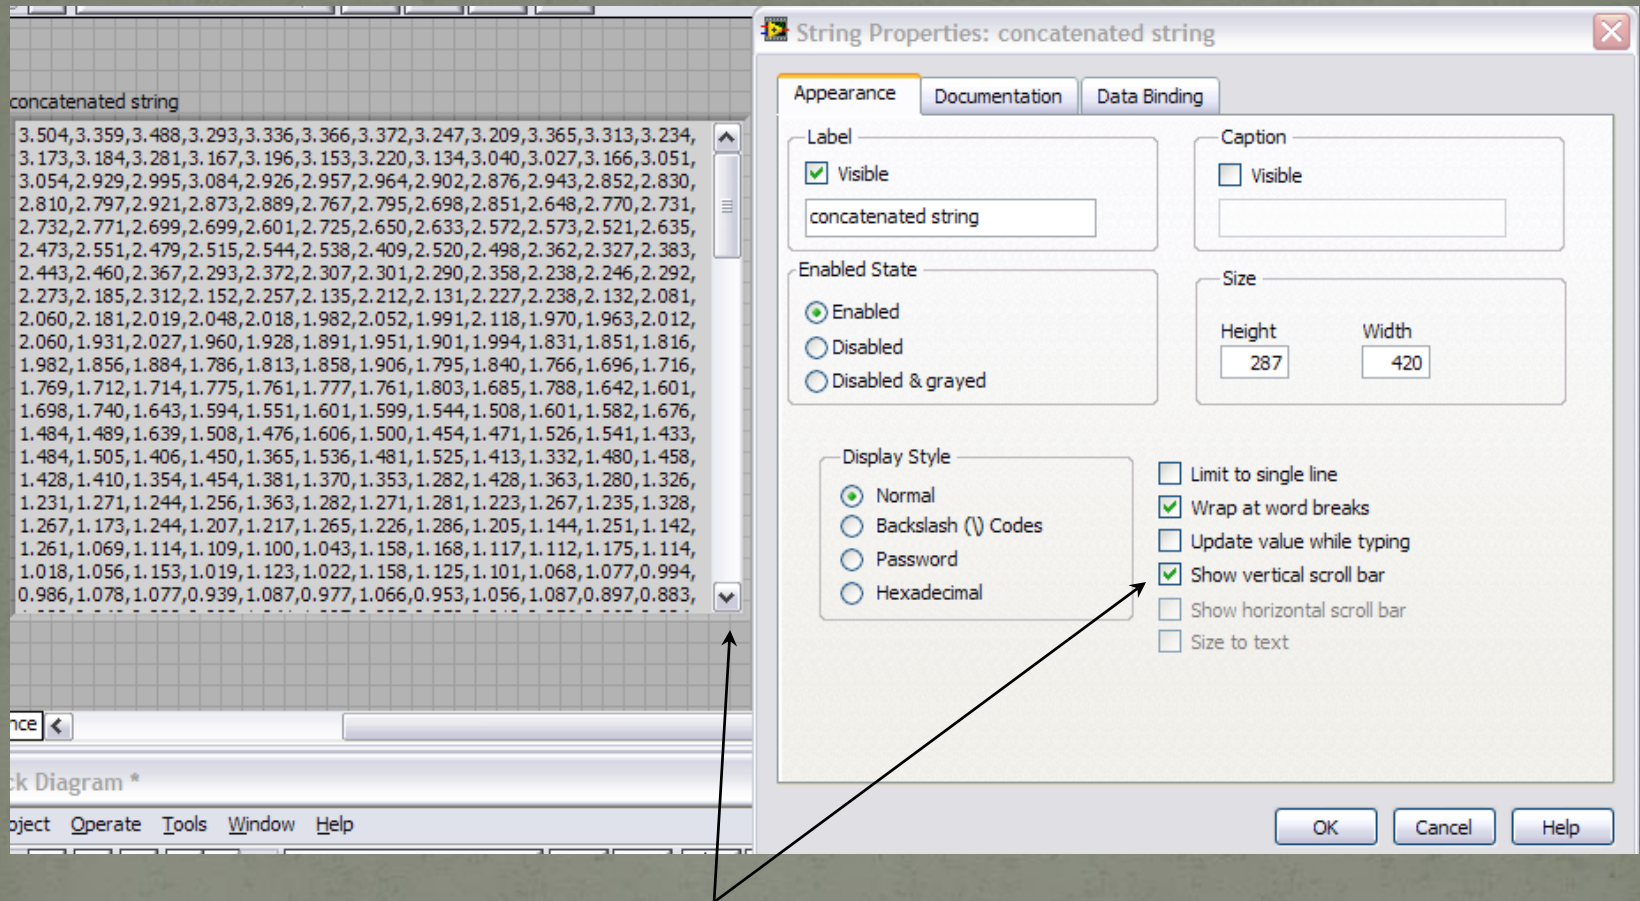 concatenated string
3.504,3.359,3.488,3.293,3.336,3.366,3.372,3.247,3.209,3.365,3.313,3.234,
3.173,3.184,3.281,3.167,3.196,3.153,3.220,3.134,3.040,3.027,3.166,3.051,
3.054,2.929,2.995,3.084,2.926,2.957,2.964,2.902,2.876,2.943,2.852,2.830,
2.810,2.797,2.921,2.873,2.889,2.767,2.795,2.698,2.851,2.648,2.770,2.731,
2.732,2.771,2.699,2.699,2.601,2.725,2.650,2.633,2.572,2.573,2.521,2.635,
2.473,2.551,2.479,2.515,2.544,2.538,2.409,2.520,2.498,2.362,2.327,2.383,
2.443,2.460,2.367,2.293,2.372,2.307,2.301,2.290,2.358,2.238,2.246,2.292,
2.273,2.185,2.312,2.152,2.257,2.135,2.212,2.131,2.227,2.238,2.132,2.081,
2.060,2.181,2.019,2.048,2.018,1.982,2.052,1.991,2.118,1.970,1.963,2.012,
2.060,1.931,2.027,1.960,1.928,1.891,1.951,1.901,1.994,1.831,1.851,1.816,
1.982,1.856,1.884,1.786,1.813,1.858,1.906,1.795,1.840,1.766,1.696,1.716,
1.769,1.712,1.714,1.775,1.761,1.777,1.761,1.803,1.685,1.788,1.642,1.601,
1.698,1.740,1.643,1.594,1.551,1.601,1.599,1.544,1.508,1.601,1.582,1.676,
1.484,1.489,1.639,1.508,1.476,1.606,1.500,1.454,1.471,1.526,1.541,1.433,
1.484,1.505,1.406,1.450,1.365,1.536,1.481,1.525,1.413,1.332,1.480,1.458,
1.428,1.410,1.354,1.454,1.381,1.370,1.353,1.282,1.428,1.363,1.280,1.326,
1.231,1.271,1.244,1.256,1.363,1.282,1.271,1.281,1.223,1.267,1.235,1.328,
1.267,1.173,1.244,1.207,1.217,1.265,1.226,1.286,1.205,1.144,1.251,1.142,
1.261,1.069,1.114,1.109,1.100,1.043,1.158,1.168,1.117,1.112,1.175,1.114,
1.018,1.056,1.153,1.019,1.123,1.022,1.158,1.125,1.101,1.068,1.077,0.994,
0.986,1.078,1.077,0.939,1.087,0.977,1.066,0.953,1.056,1.087,0.897,0.883,
nce
ck Diagram *
oject Operate Tools Window Help
String Properties: concatenated string
Appearance Documentation Data Binding
Label
Visible
concatenated string
Caption
Visible
Enabled State
Enabled
Disabled
Disabled & grayed
Size
Height Width
287 420
Display Style
Normal
Backslash (\) Codes
Password
Hexadecimal
Limit to single line
Wrap at word breaks
Update value while typing
Show vertical scroll bar
Show horizontal scroll bar
Size to text
OK Cancel Help